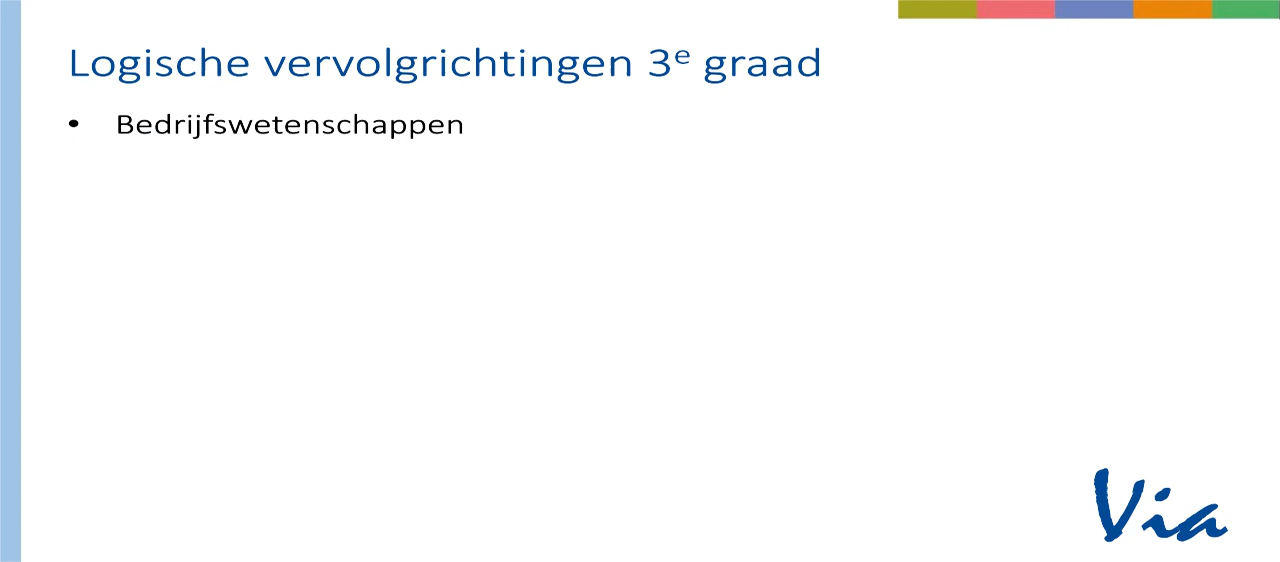 Logische vervolgrichtingen 3e graad
• Bedrijfswetenschappen
Via